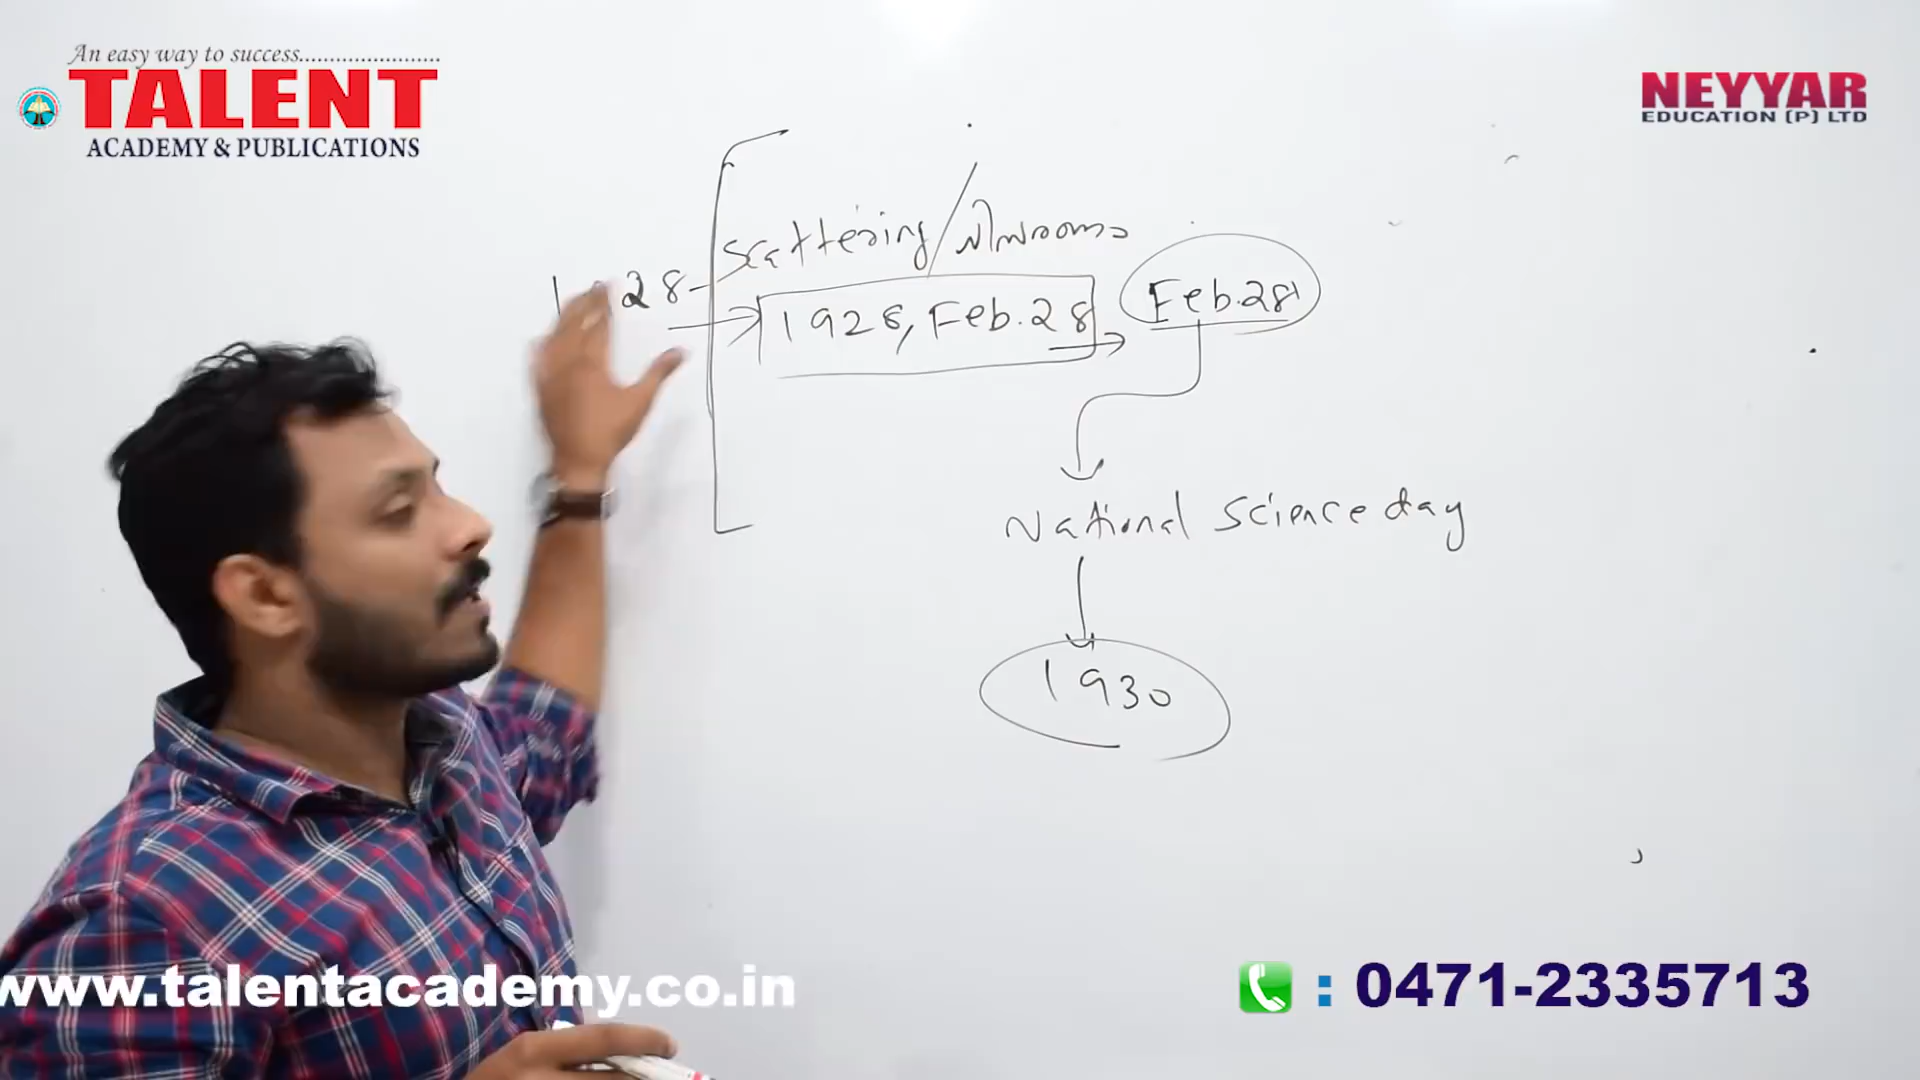 An easy way to success.......................
TALENT
ACADEMY & PUBLICATIONS
NEYYAR
EDUCATION (P) LTD
Scattering/വിസരണം
1928
1928, Feb.28
Feb.28
National Science day
1930
www.talentacademy.co.in
: 0471-2335713